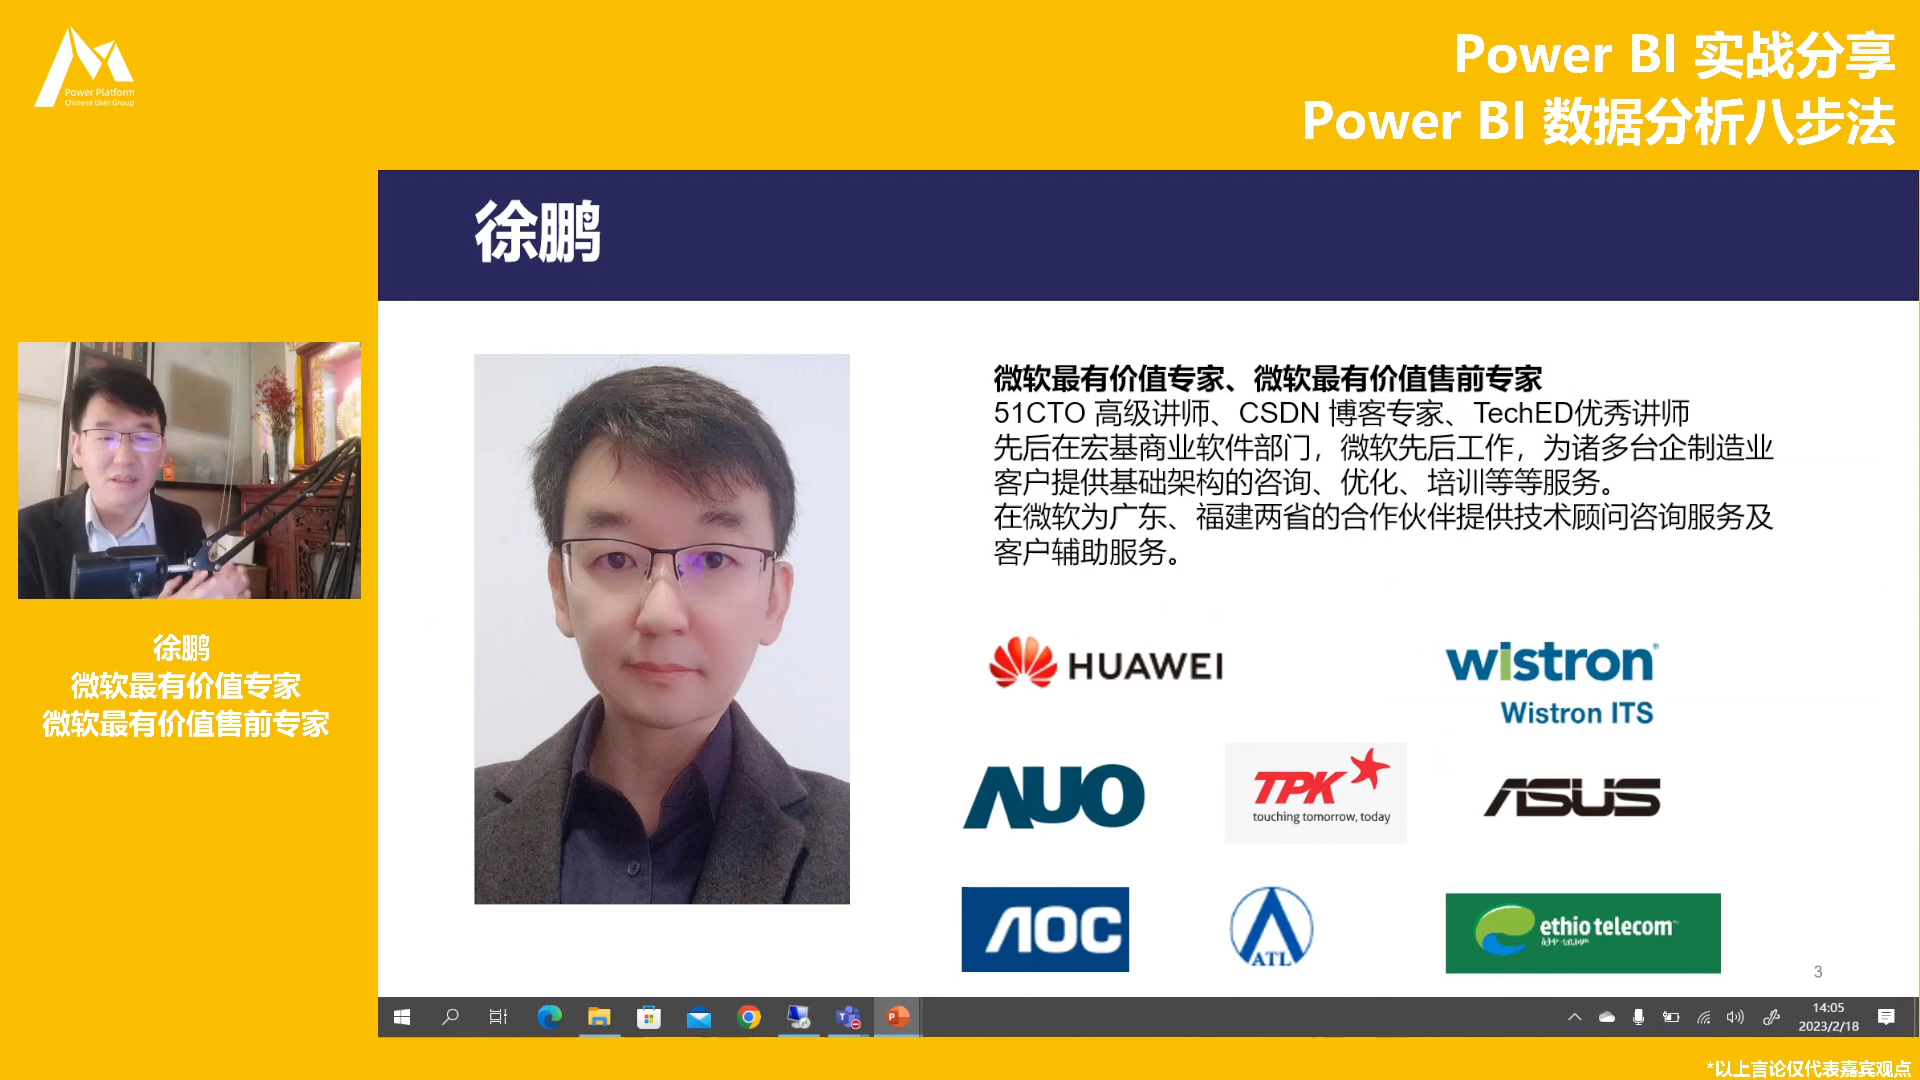 Power Platform
Chinese User Group
Power BI 实战分享
Power BI 数据分析八步法
徐鹏
微软最有价值专家、微软最有价值售前专家
51CTO 高级讲师、CSDN 博客专家、TechED优秀讲师
先后在宏基商业软件部门，微软先后工作，为诸多台企制造业
客户提供基础架构的咨询、优化、培训等等服务。
在微软为广东、福建两省的合作伙伴提供技术顾问咨询服务及
客户辅助服务。
徐鹏
微软最有价值专家
微软最有价值售前专家
HUAWEI
wistron®
Wistron ITS
AUO
TPK
touching tomorrow, today
ASUS
AOC
ATL
ethio telecom™
ኢትዮ ቴሌኮም
3
14:05
2023/2/18
*以上言论仅代表嘉宾观点